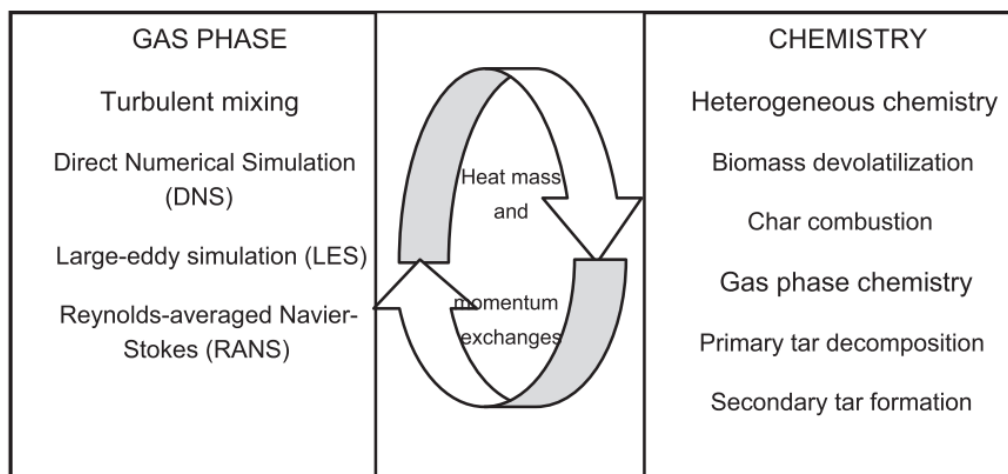 GAS PHASE
Turbulent mixing
Direct Numerical Simulation
(DNS)
Large-eddy simulation (LES)
Reynolds-averaged Navier-
Stokes (RANS)
Heat mass
and
momentum
exchanges
CHEMISTRY
Heterogeneous chemistry
Biomass devolatilization
Char combustion
Gas phase chemistry
Primary tar decomposition
Secondary tar formation